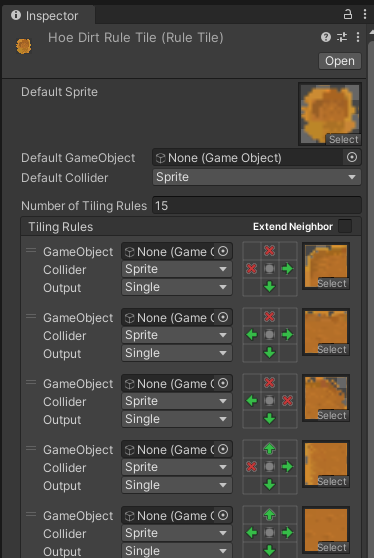 Inspector
Hoe Dirt Rule Tile (Rule Tile)
Open
Default Sprite
Select
Default GameObject None (Game Object)
Default Collider Sprite
Number of Tiling Rules 15
Tiling Rules Extend Neighbor
GameObject None (Game O
Collider Sprite
Output Single
Select
GameObject None (Game O
Collider Sprite
Output Single
Select
GameObject None (Game O
Collider Sprite
Output Single
Select
GameObject None (Game O
Collider Sprite
Output Single
Select
GameObject None (Game O
Collider Sprite
Output Single
Select